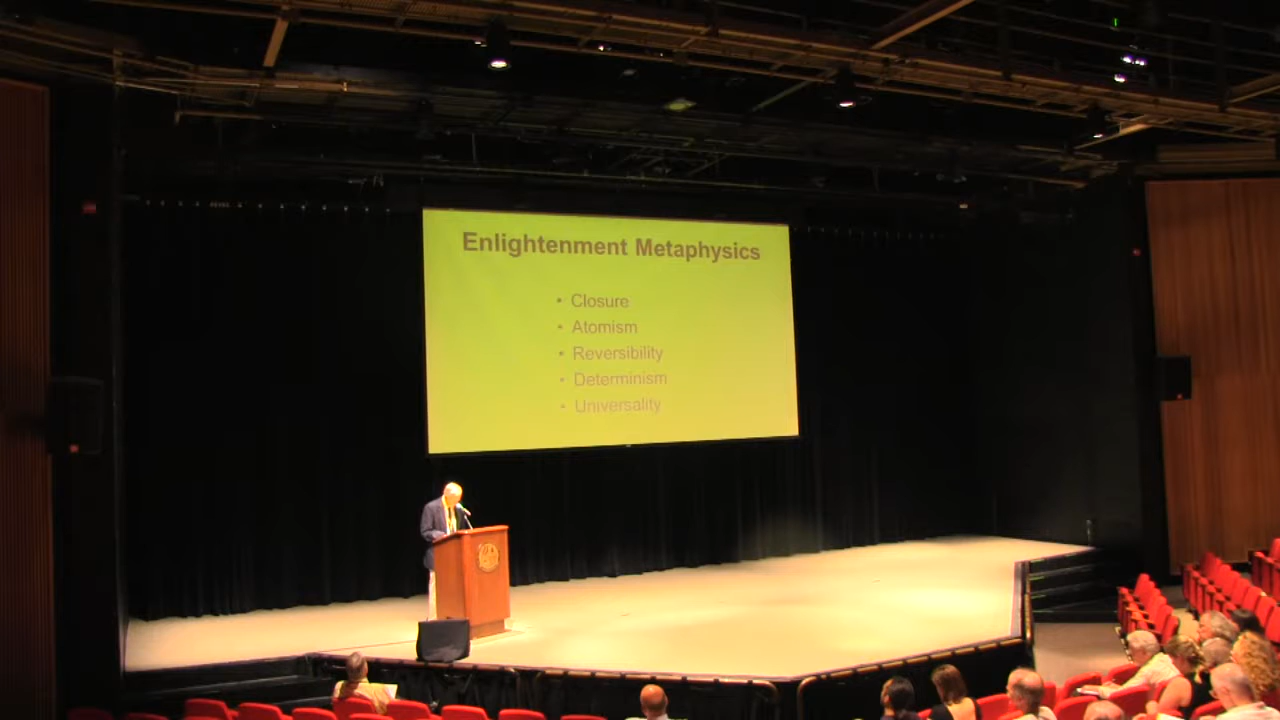 Enlightenment Metaphysics
• Closure
• Atomism
• Reversibility
• Determinism
• Universality